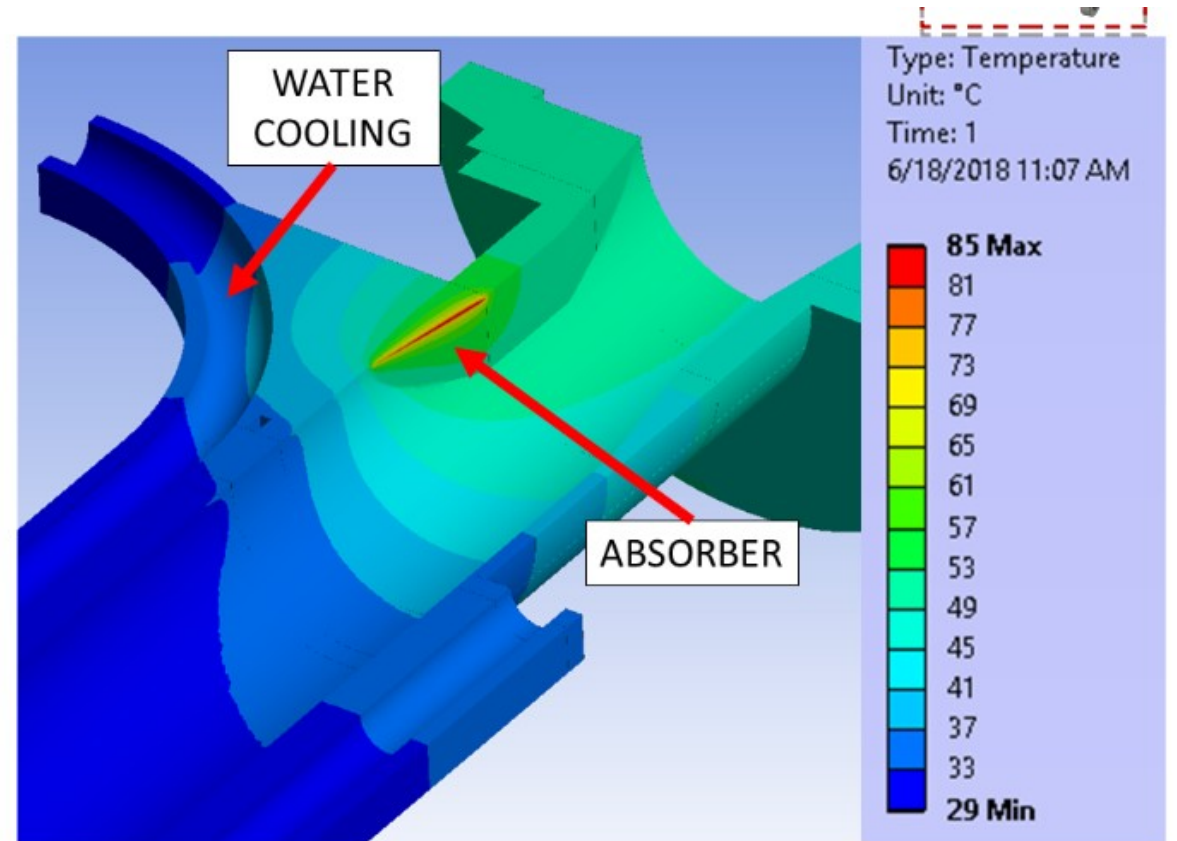 WATER
COOLING
ABSORBER
Type: Temperature
Unit: °C
Time: 1
6/18/2018 11:07 AM
85 Max
81
77
73
69
65
61
57
53
49
45
41
37
33
29 Min